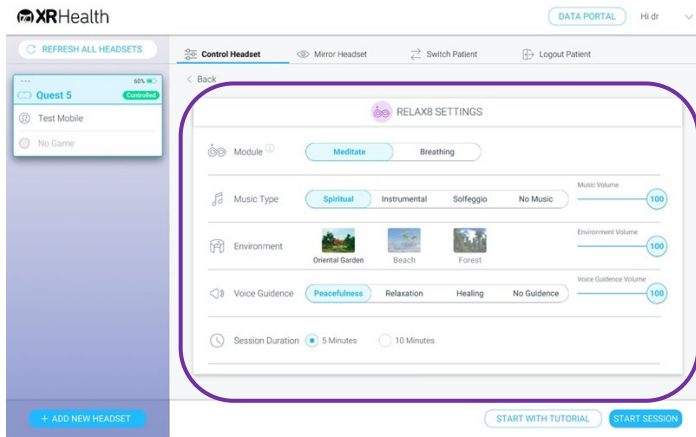 XRHealth
DATA PORTAL
Hi dr
REFRESH ALL HEADSETS
60%
Quest 5
Controlled
Test Mobile
No Game
+ ADD NEW HEADSET
Control Headset
Mirror Headset
Switch Patient
Logout Patient
< Back
RELAX8 SETTINGS
Module
Meditate
Breathing
Music Type
Spiritual
Instrumental
Solfeggio
No Music
Music Volume
100
Environment
Oriental Garden
Beach
Forest
Environment Volume
100
Voice Guidence
Peacefulness
Relaxation
Healing
No Guidence
Voice Guidence Volume
100
Session Duration
5 Minutes
10 Minutes
START WITH TUTORIAL
START SESSION